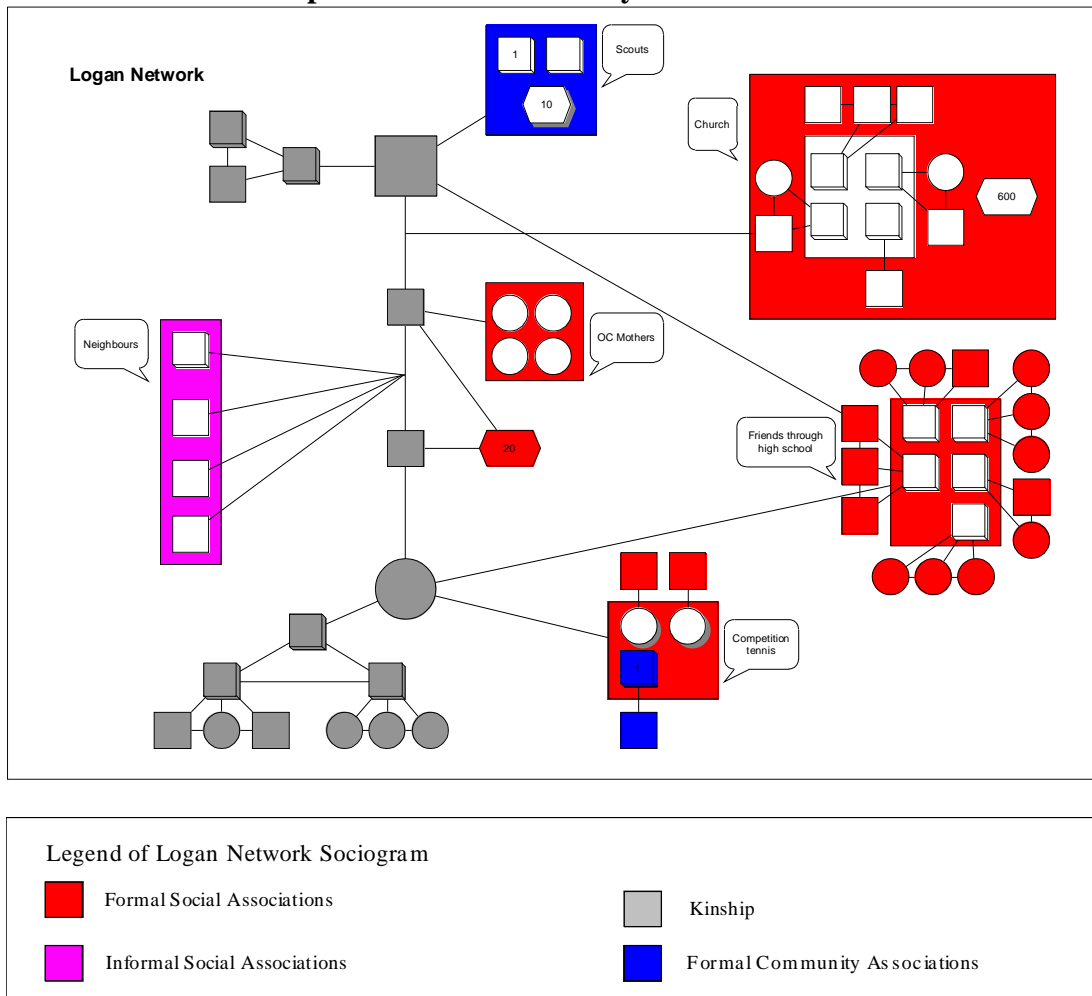 Logan Network
Scouts
1
10
Church
600
Neighbours
OC Mothers
Friends through
high school
20
Competition
tennis
1
Legend of Logan Network Sociogram
Formal Social Associations
Kinship
Informal Social Associations
Formal Community Associations